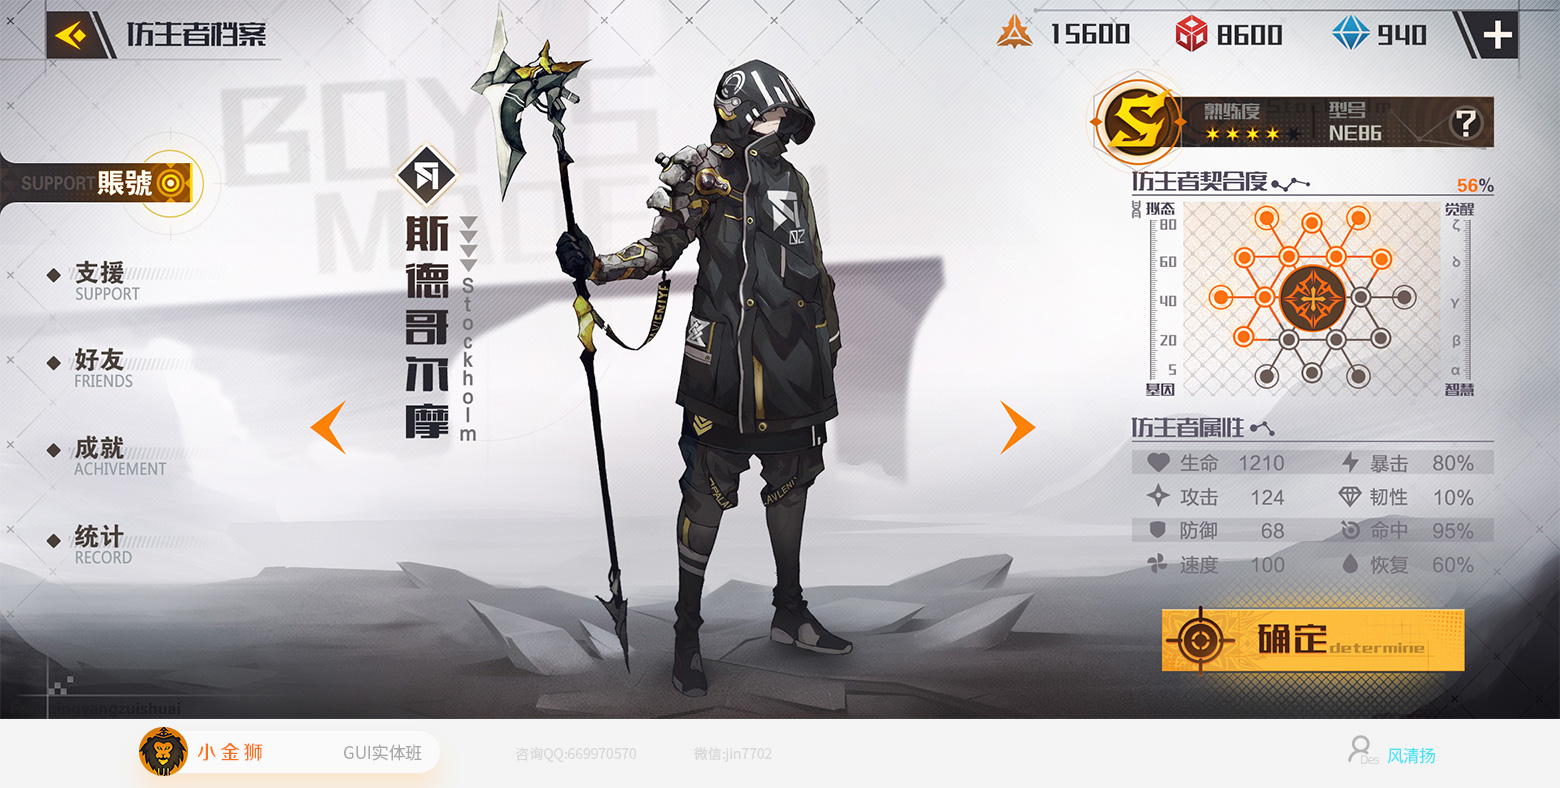 仿生者档案
15600
8600
940
BOY
SUPPORT
賬號
支援
SUPPORT
好友
FRIENDS
成就
ACHIVEMENT
统计
RECORD
斯德哥尔摩
Stockholm
02
S
熟练度
型号
NE86
?
仿生者契合度
56%
拟态
觉醒
80
60
40
20
5
ζ
γ
β
α
基因
智慧
仿生者属性
生命 1210
暴击 80%
攻击 124
韧性 10%
防御 68
命中 95%
速度 100
恢复 60%
确定
determine
小金狮
GUI实体班
咨询QQ:669970570
微信:jin7702
Des
风清扬